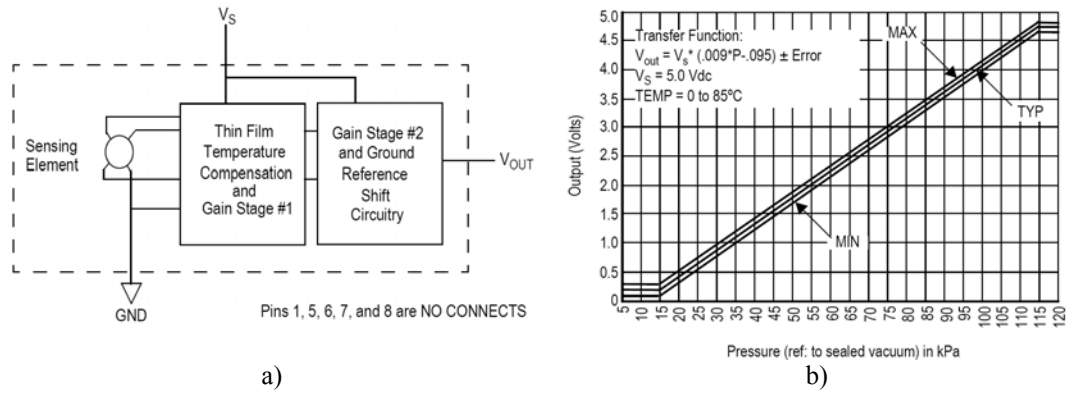 V_S
Sensing
Element
Thin Film
Temperature
Compensation
and
Gain Stage #1
Gain Stage #2
and Ground
Reference
Shift
Circuitry
V_OUT
GND
Pins 1, 5, 6, 7, and 8 are NO CONNECTS
a)
5.0
4.5
4.0
3.5
3.0
2.5
2.0
1.5
1.0
0.5
0
Output (Volts)
Transfer Function:
V_out = V_s* (.009*P-.095) ± Error
V_S = 5.0 Vdc
TEMP = 0 to 85ºC
MAX
TYP
MIN
5 10 15 20 25 30 35 40 45 50 55 60 65 70 75 80 85 90 95 100 105 110 115 120
Pressure (ref: to sealed vacuum) in kPa
b)